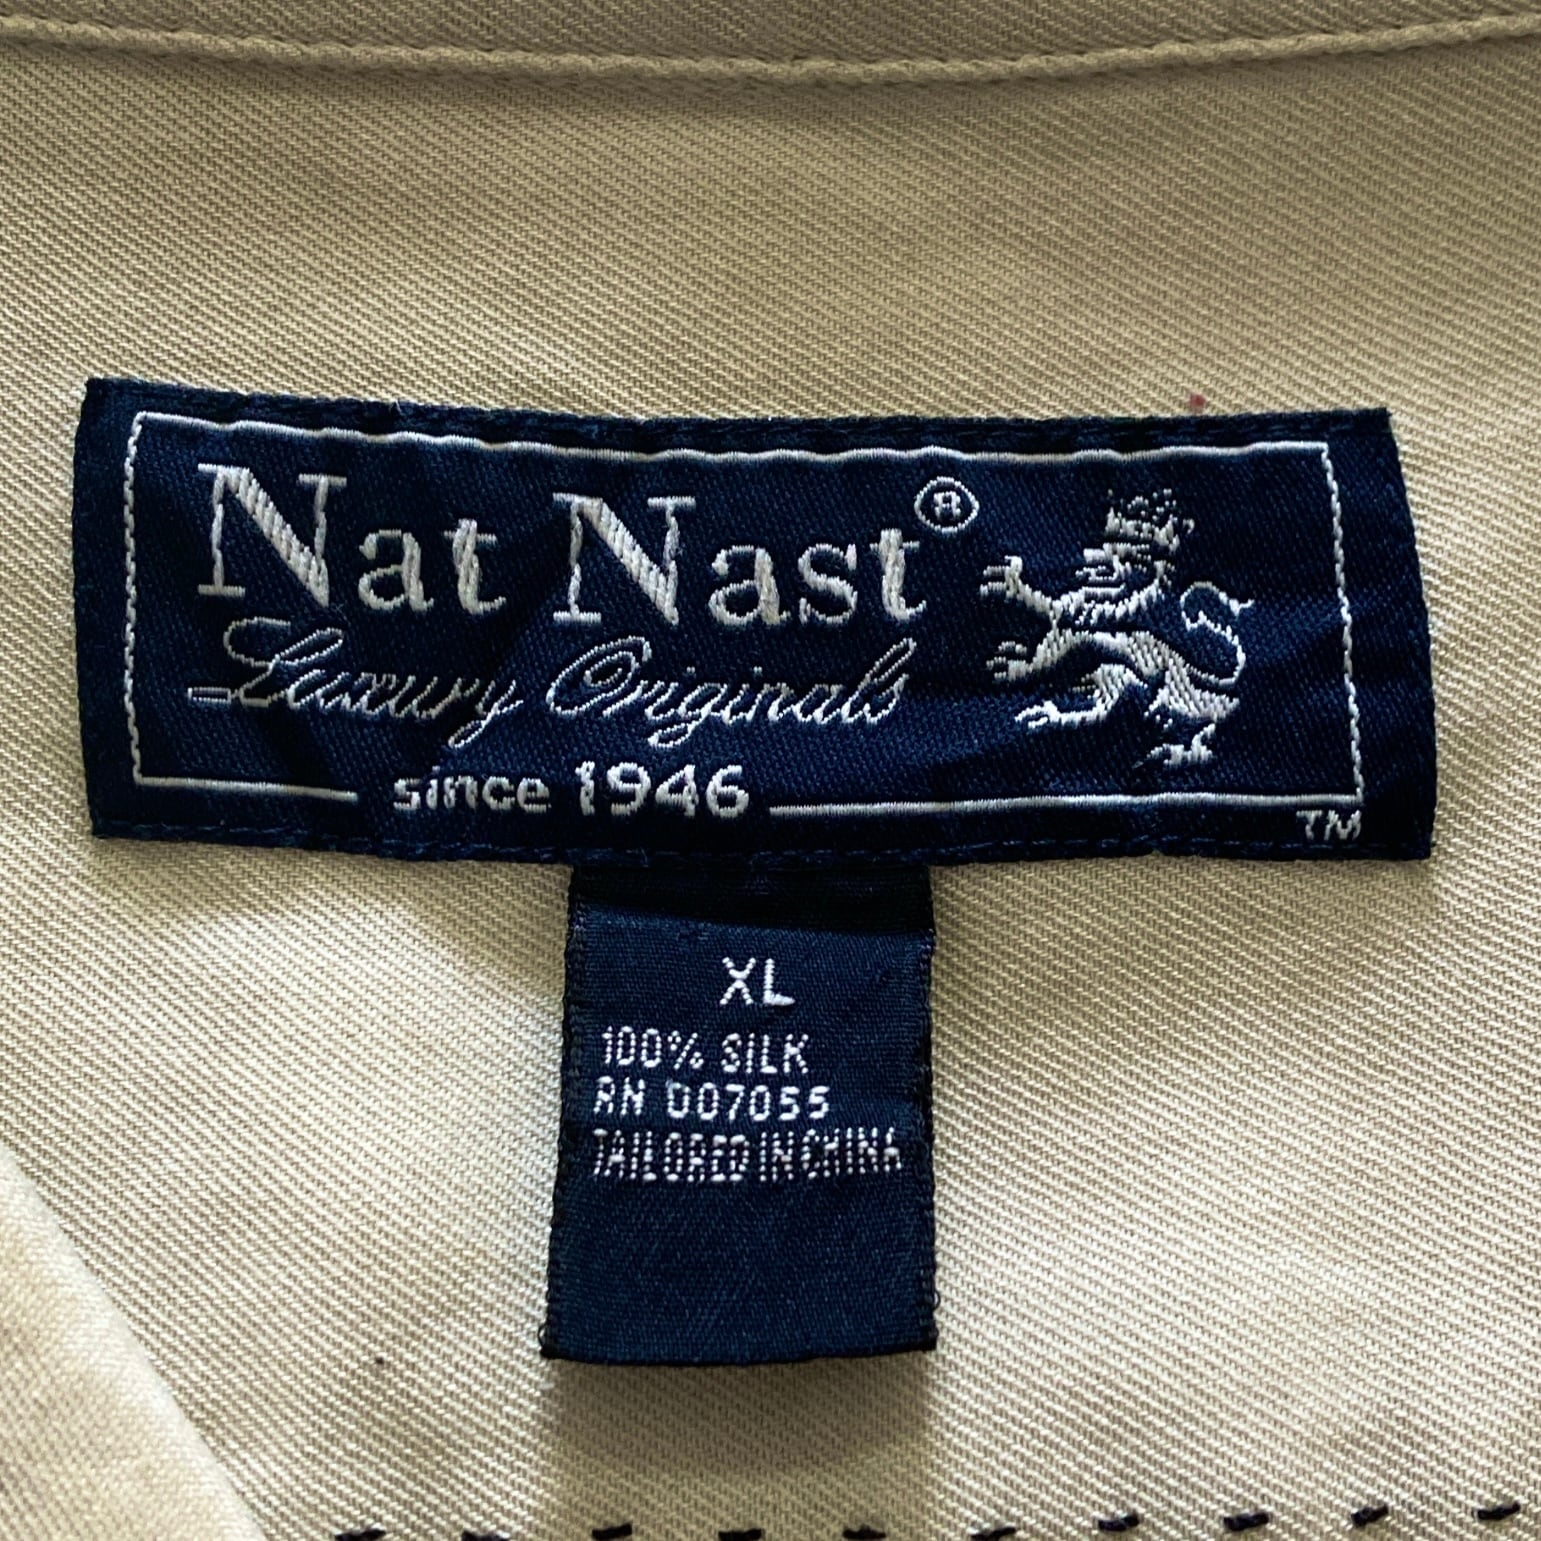 Nat Nast®
Luxury Originals
since 1946
TM
XL
100% SILK
RN 007055
TAILORED IN CHINA